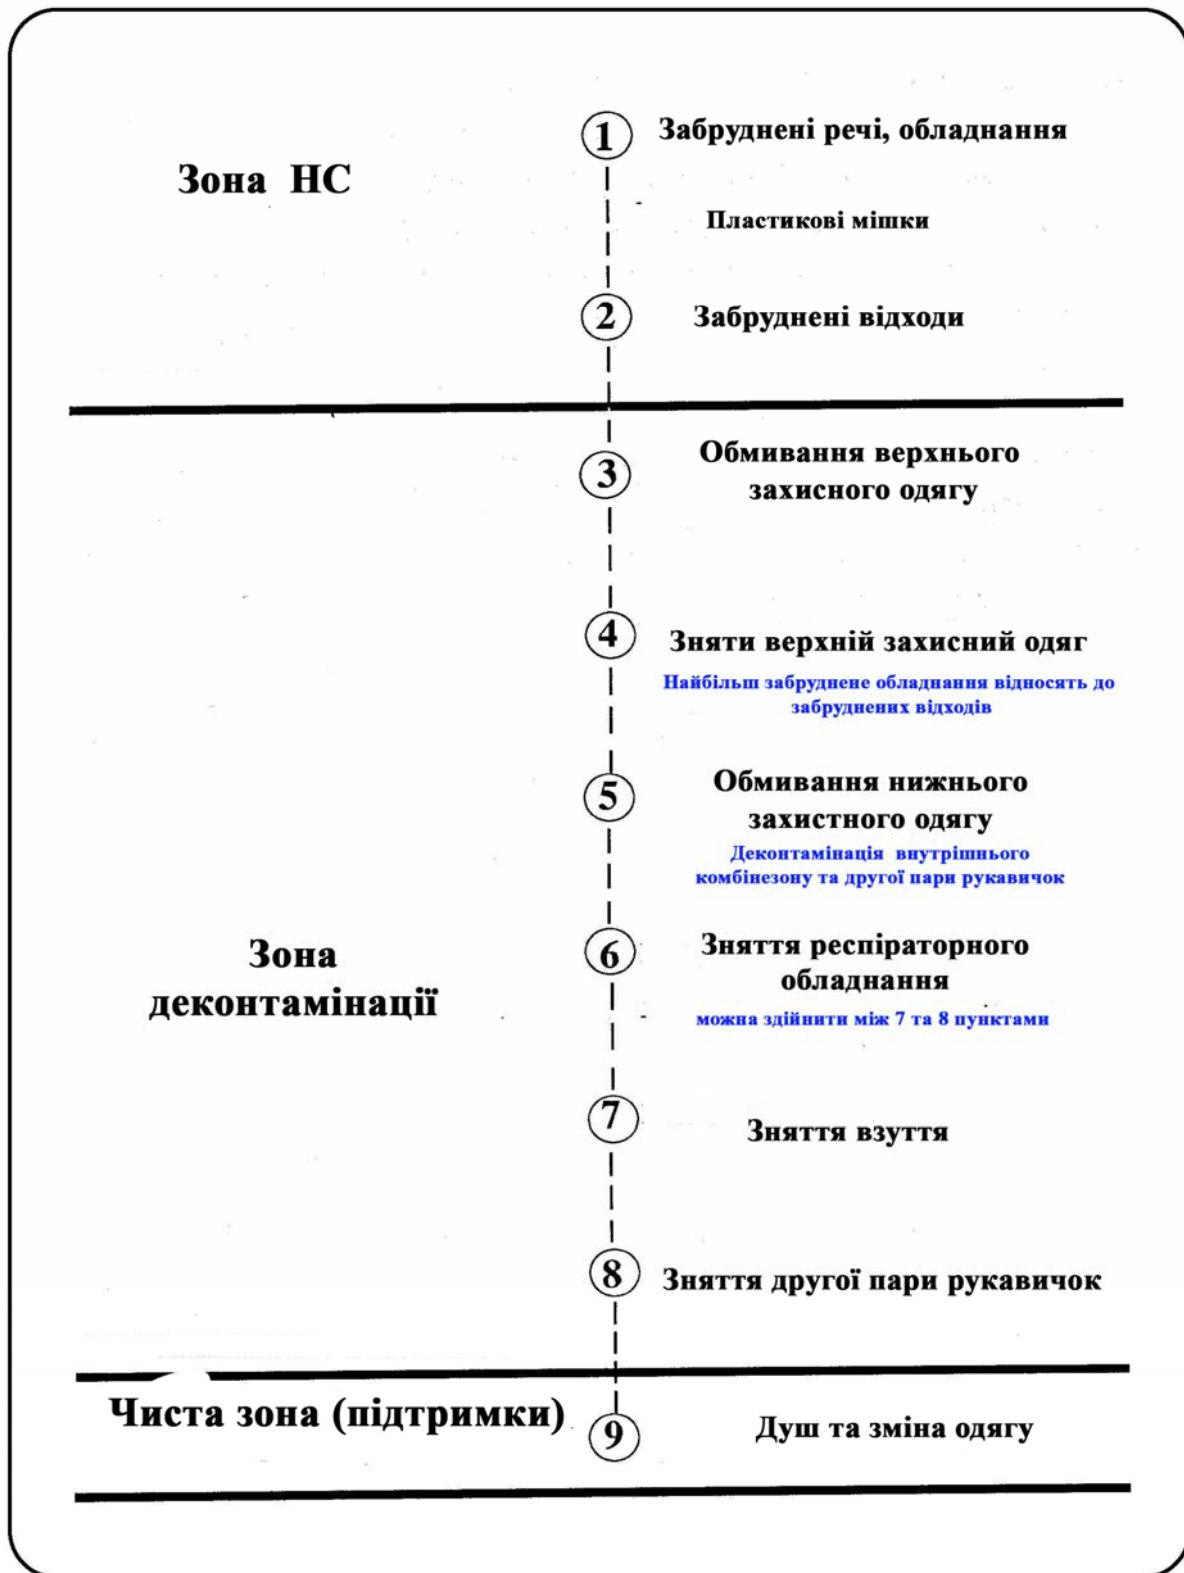 Зона НС
1
Забруднені речі, обладнання
Пластикові мішки
2
Забруднені відходи
3
Обмивання верхнього
захисного одягу
4
Зняти верхній захисний одяг
Найбільш забруднене обладнання відносять до
забруднених відходів
5
Обмивання нижнього
захистного одягу
Деконтамінація внутрішнього
комбінезону та другої пари рукавичок
Зона
деконтамінації
6
Зняття респіраторного
обладнання
можна здійнити між 7 та 8 пунктами
7
Зняття взуття
8
Зняття другої пари рукавичок
Чиста зона (підтримки)
9
Душ та зміна одягу